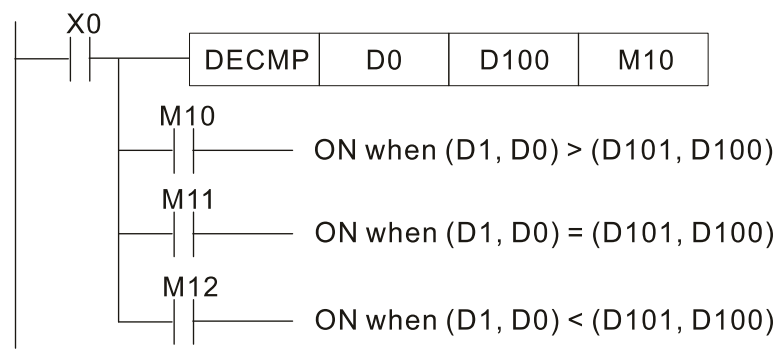 X0
DECMP D0 D100 M10
M10
ON when (D1, D0) > (D101, D100)
M11
ON when (D1, D0) = (D101, D100)
M12
ON when (D1, D0) < (D101, D100)